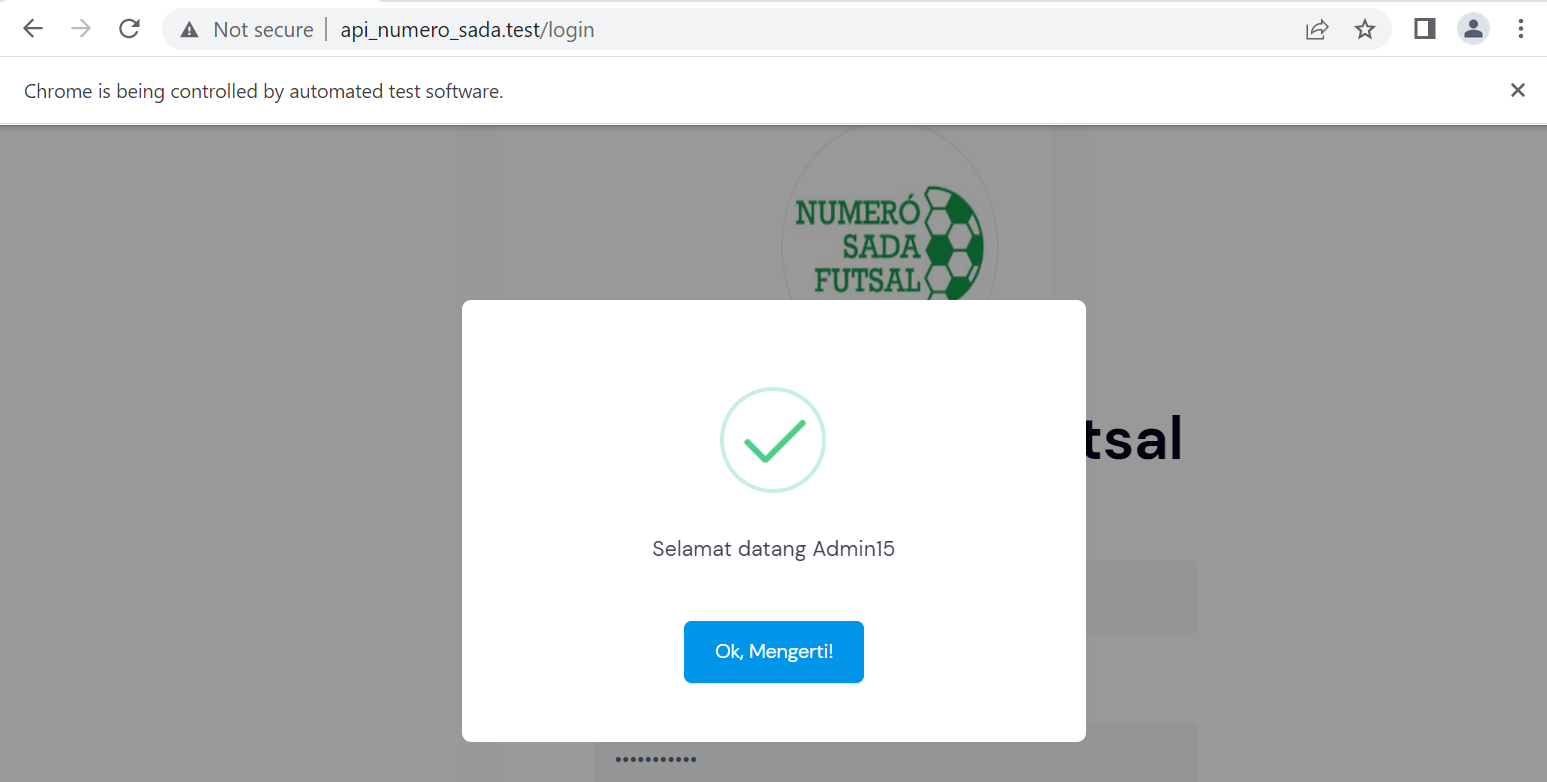 Not secure
api_numero_sada.test/login
Chrome is being controlled by automated test software.
NUMERÓ
SADA
FUTSAL
tsal
Selamat datang Admin15
Ok, Mengerti!